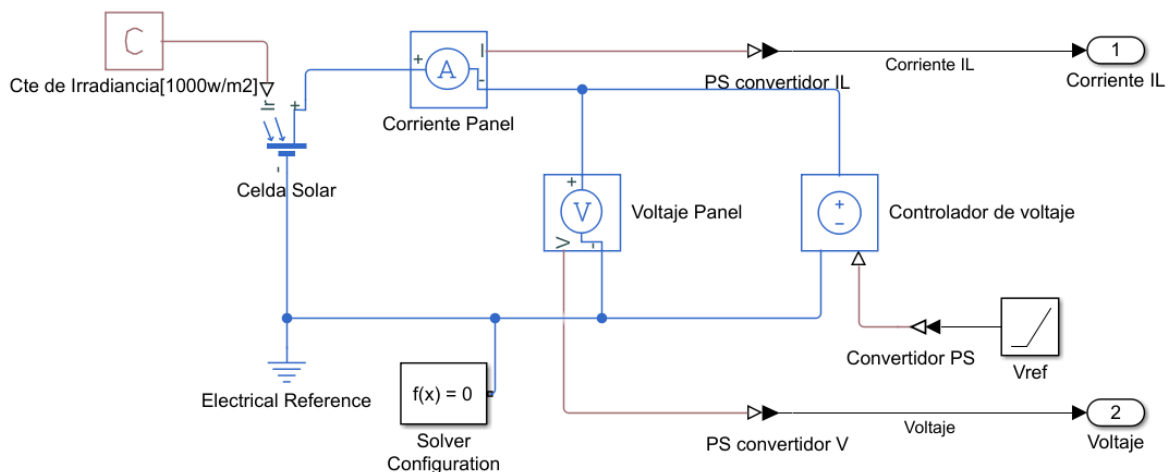 C
Cte de Irradiancia[1000w/m2]
Ir
+
-
Celda Solar
+
A
I
-
Corriente Panel
PS convertidor IL
Corriente IL
1
Corriente IL
+
V
V
-
Voltaje Panel
+
-
Controlador de voltaje
Convertidor PS
Vref
Electrical Reference
f(x) = 0
Solver
Configuration
PS convertidor V
Voltaje
2
Voltaje